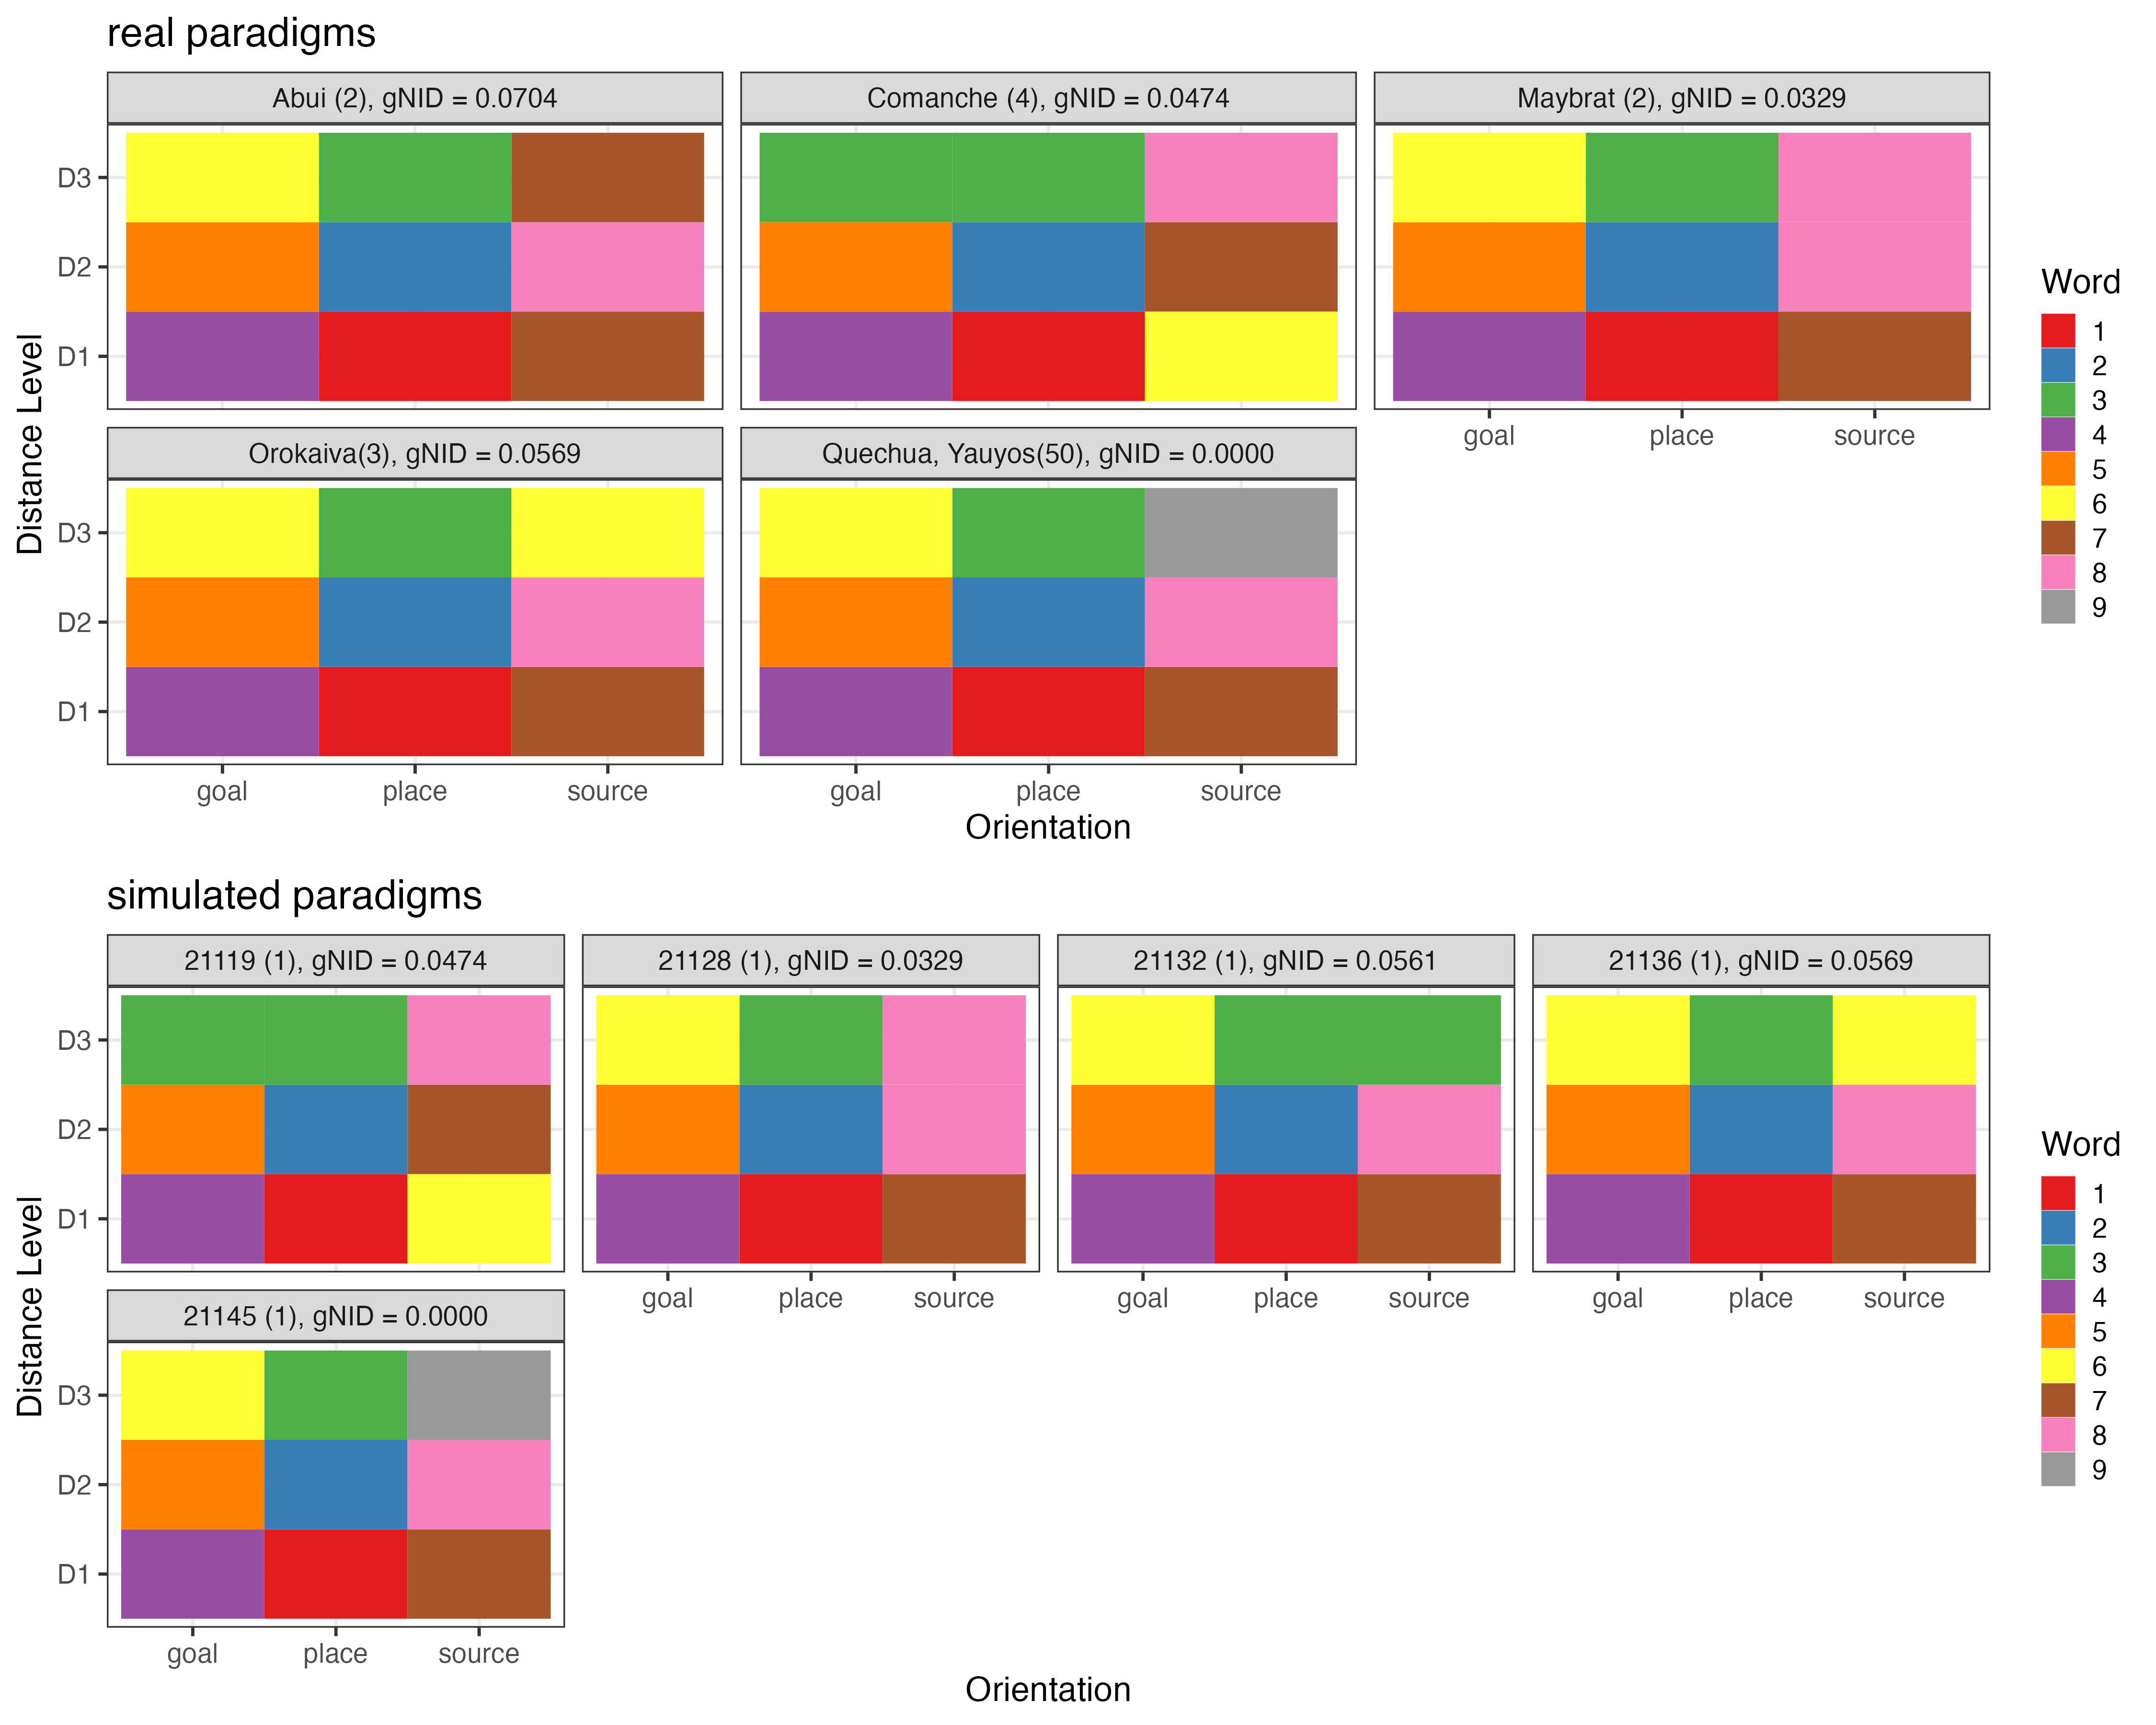 real paradigms
Abui (2), gNID = 0.0704
Comanche (4), gNID = 0.0474
Maybrat (2), gNID = 0.0329
D3
D2
D1
goal
place
source
Orokaiva(3), gNID = 0.0569
Quechua, Yauyos(50), gNID = 0.0000
D3
D2
D1
goal
place
source
goal
place
source
Distance Level
Orientation
Word
1
2
3
4
5
6
7
8
9
simulated paradigms
21119 (1), gNID = 0.0474
21128 (1), gNID = 0.0329
21132 (1), gNID = 0.0561
21136 (1), gNID = 0.0569
D3
D2
D1
goal
place
source
goal
place
source
goal
place
source
21145 (1), gNID = 0.0000
D3
D2
D1
goal
place
source
Distance Level
Orientation
Word
1
2
3
4
5
6
7
8
9